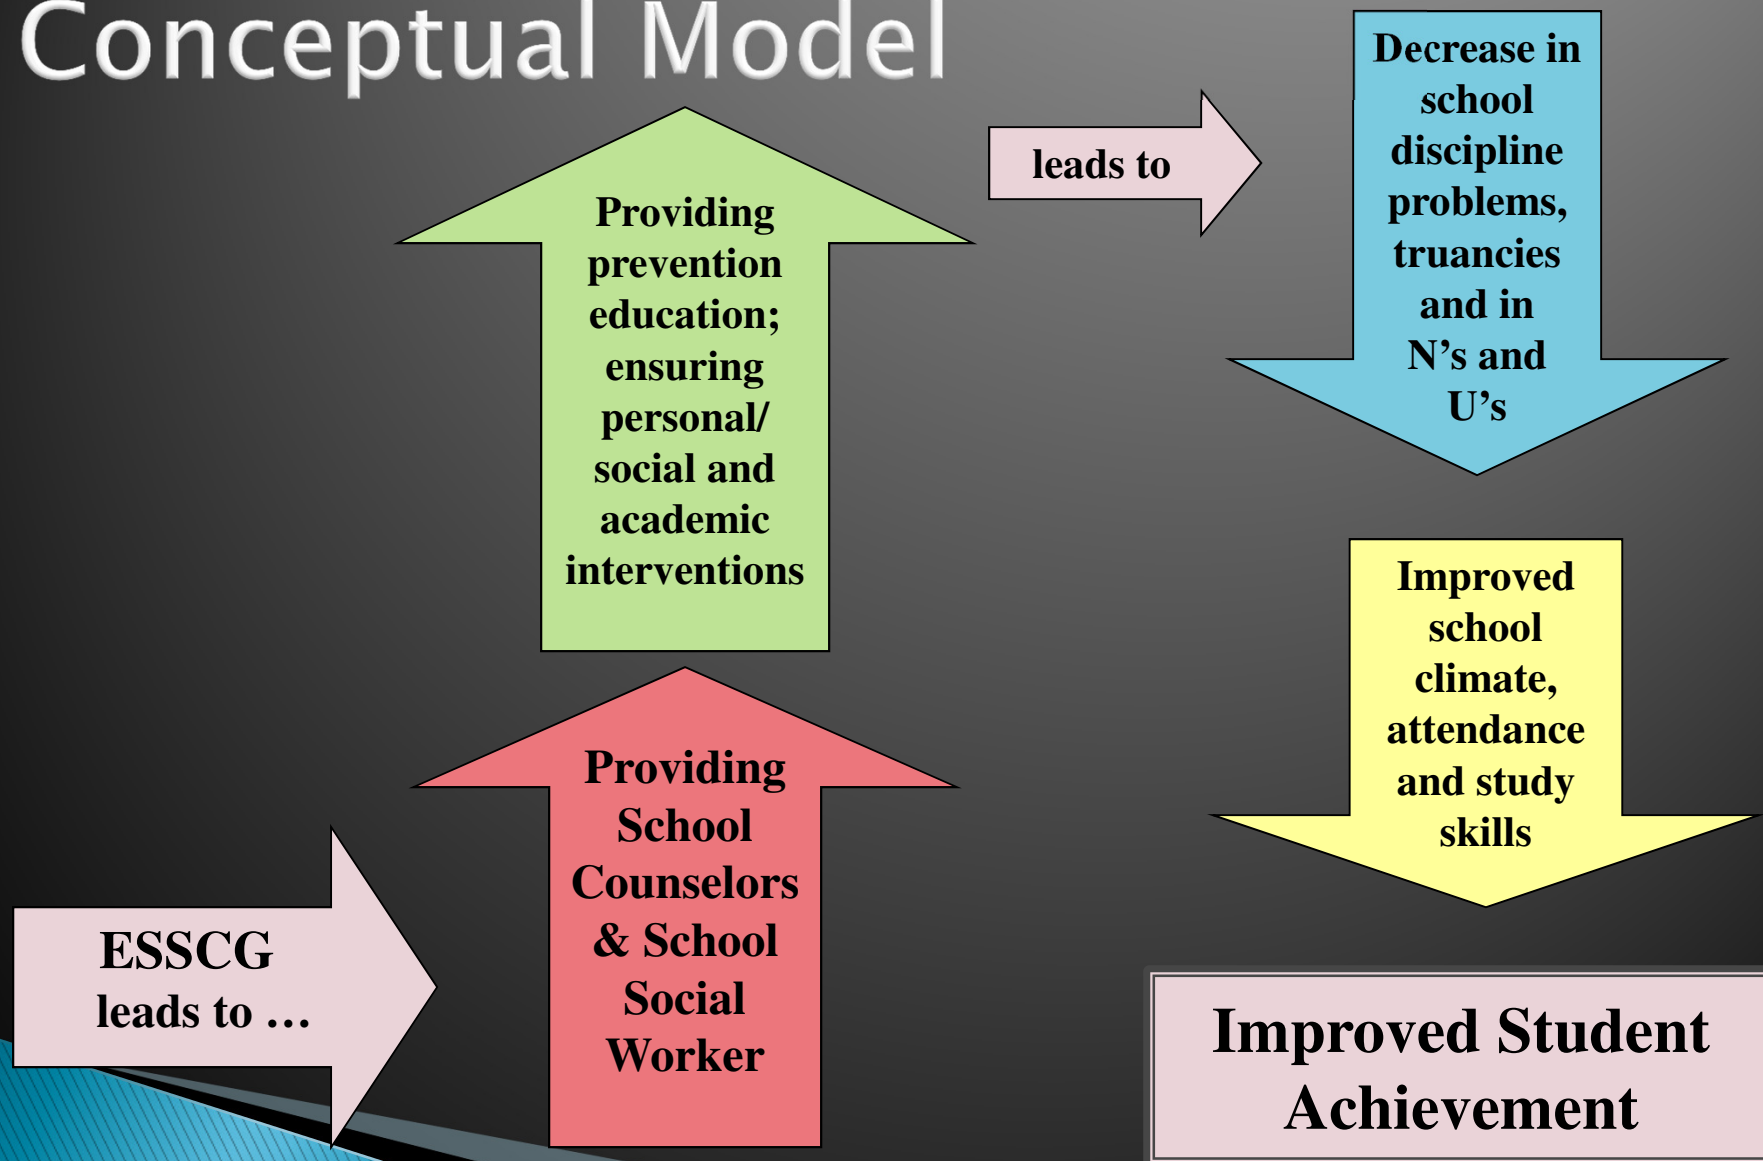 Conceptual Model
ESSCG
leads to …
Providing
School
Counselors
& School
Social
Worker
Providing
prevention
education;
ensuring
personal/
social and
academic
interventions
leads to
Decrease in
school
discipline
problems,
truancies
and in
N’s and
U’s
Improved
school
climate,
attendance
and study
skills
Improved Student
Achievement